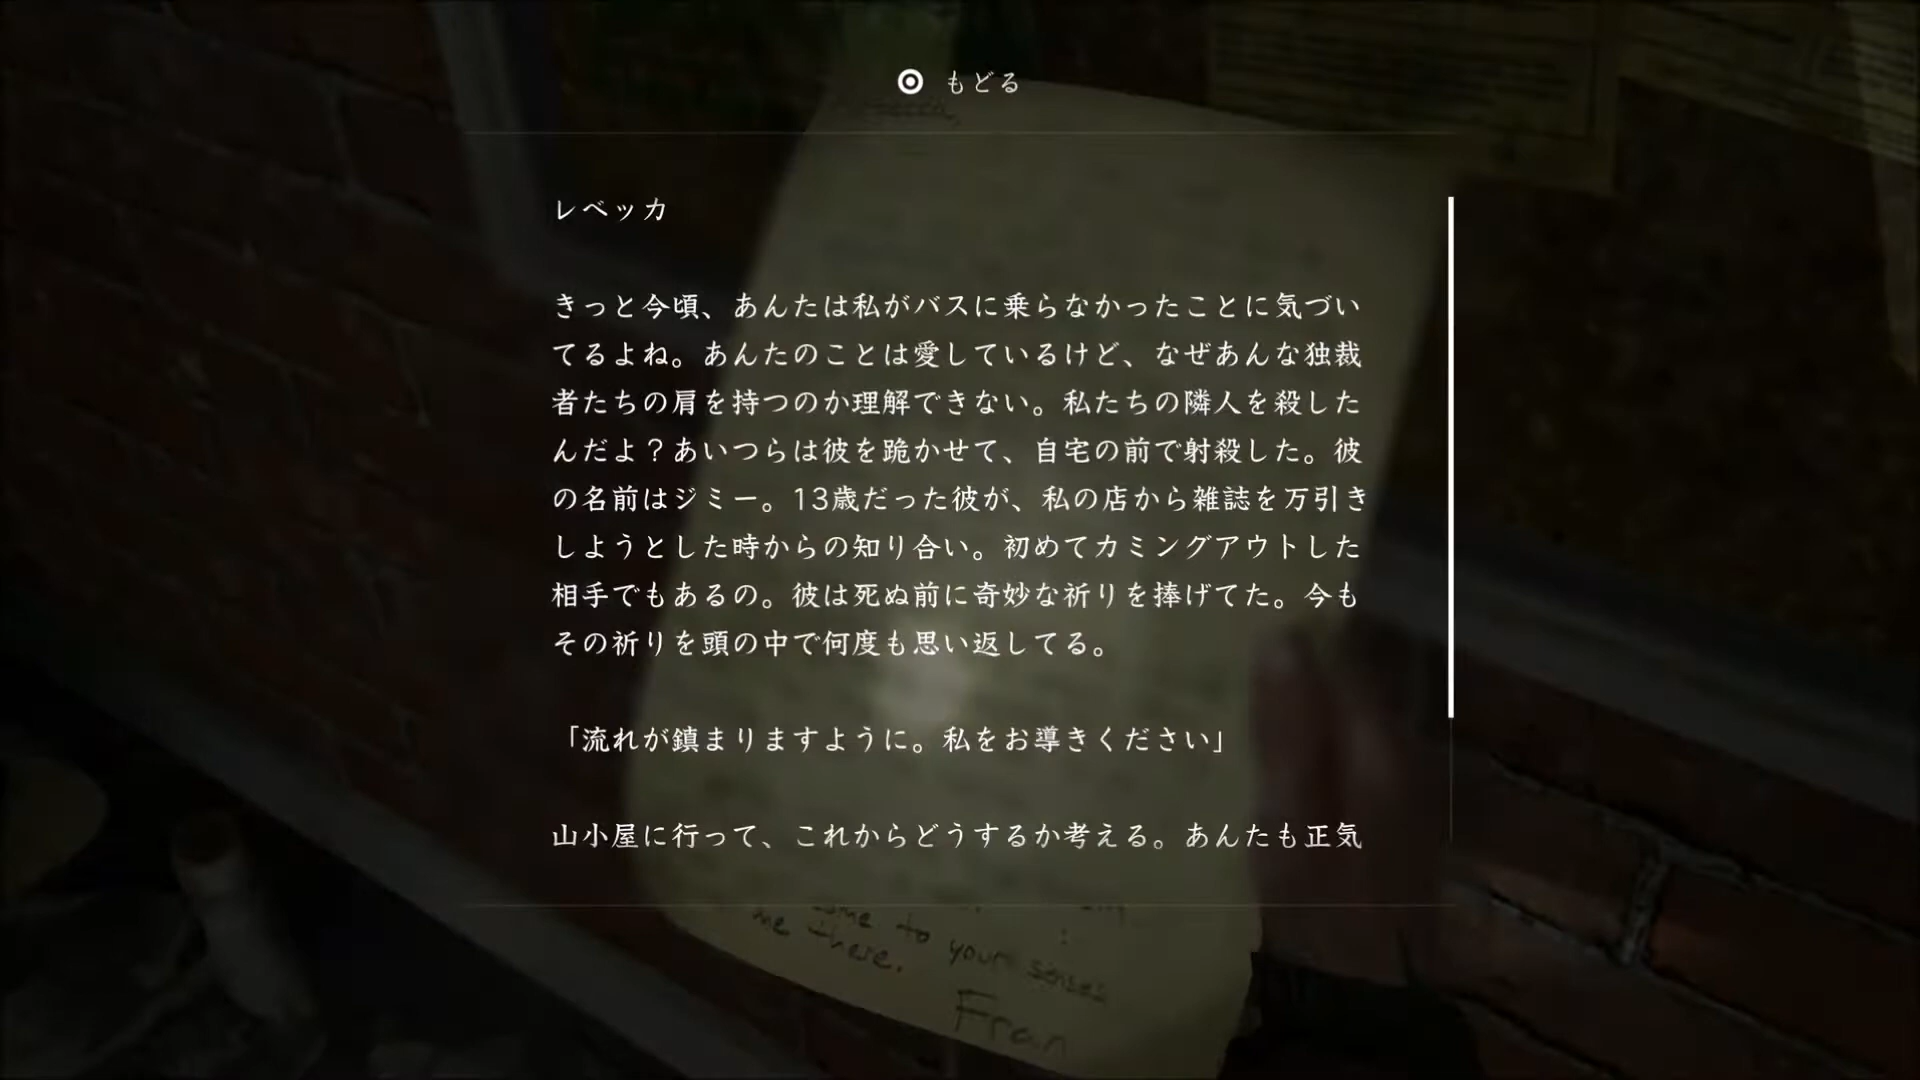 もどる
レベッカ
きっと今頃、あんたは私がバスに乗らなかったことに気づい
てるよね。あんたのことは愛しているけど、なぜあんな独裁
者たちの肩を持つのか理解できない。私たちの隣人を殺した
んだよ？あいつらは彼を跪かせて、自宅の前で射殺した。彼
の名前はジミー。13歳だった彼が、私の店から雑誌を万引き
しようとした時からの知り合い。初めてカミングアウトした
相手でもあるの。彼は死ぬ前に奇妙な祈りを捧げてた。今も
その祈りを頭の中で何度も思い返してる。
「流れが鎮まりますように。私をお導きください」
山小屋に行って、これからどうするか考える。あんたも正気
come to your senses
me there.
Fran